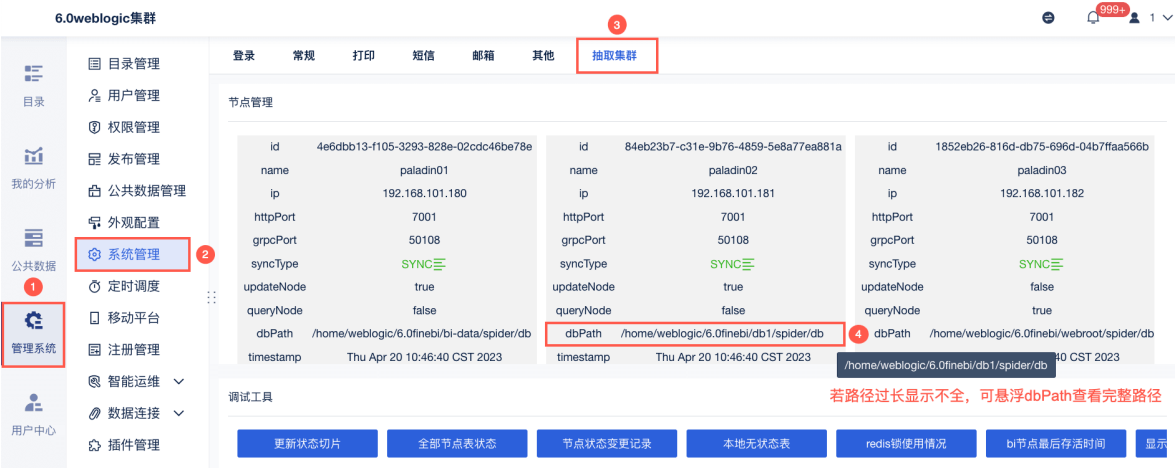 6.0weblogic集群
999+
1
3
目录
我的分析
公共数据
1
管理系统
用户中心
目录管理
用户管理
权限管理
发布管理
公共数据管理
外观配置
系统管理
2
定时调度
移动平台
注册管理
智能运维
数据连接
插件管理
登录 常规 打印 短信 邮箱 其他 抽取集群
节点管理
id 4e6dbb13-f105-3293-828e-02cdc46be78e id 84eb23b7-c31e-9b76-4859-5e8a77ea881a id 1852eb26-816d-db75-696d-04b7ffaa566b
name paladin01 name paladin02 name paladin03
ip 192.168.101.180 ip 192.168.101.181 ip 192.168.101.182
httpPort 7001 httpPort 7001 httpPort 7001
grpcPort 50108 grpcPort 50108 grpcPort 50108
syncType SYNC syncType SYNC syncType SYNC
updateNode true updateNode true updateNode false
queryNode false queryNode false queryNode true
dbPath /home/weblogic/6.0finebi/bi-data/spider/db dbPath /home/weblogic/6.0finebi/db1/spider/db 4 dbPath /home/weblogic/6.0finebi/webroot/spider/db
timestamp Thu Apr 20 10:46:40 CST 2023 timestamp Thu Apr 20 10:46:40 CST 2023 40 CST 2023
/home/weblogic/6.0finebi/db1/spider/db
若路径过长显示不全，可悬浮dbPath查看完整路径
调试工具
更新状态切片 全部节点表状态 节点状态变更记录 本地无状态表 redis锁使用情况 bi节点最后存活时间 显示